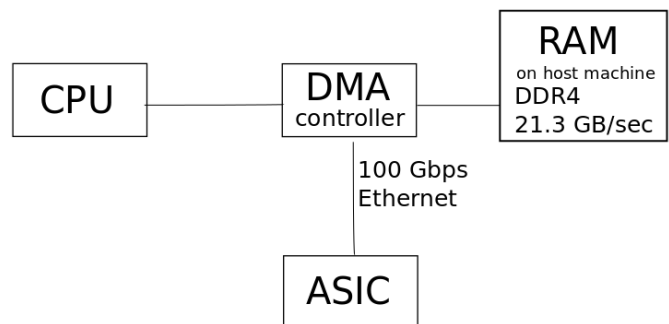 CPU
DMA
controller
RAM
on host machine
DDR4
21.3 GB/sec
100 Gbps
Ethernet
ASIC